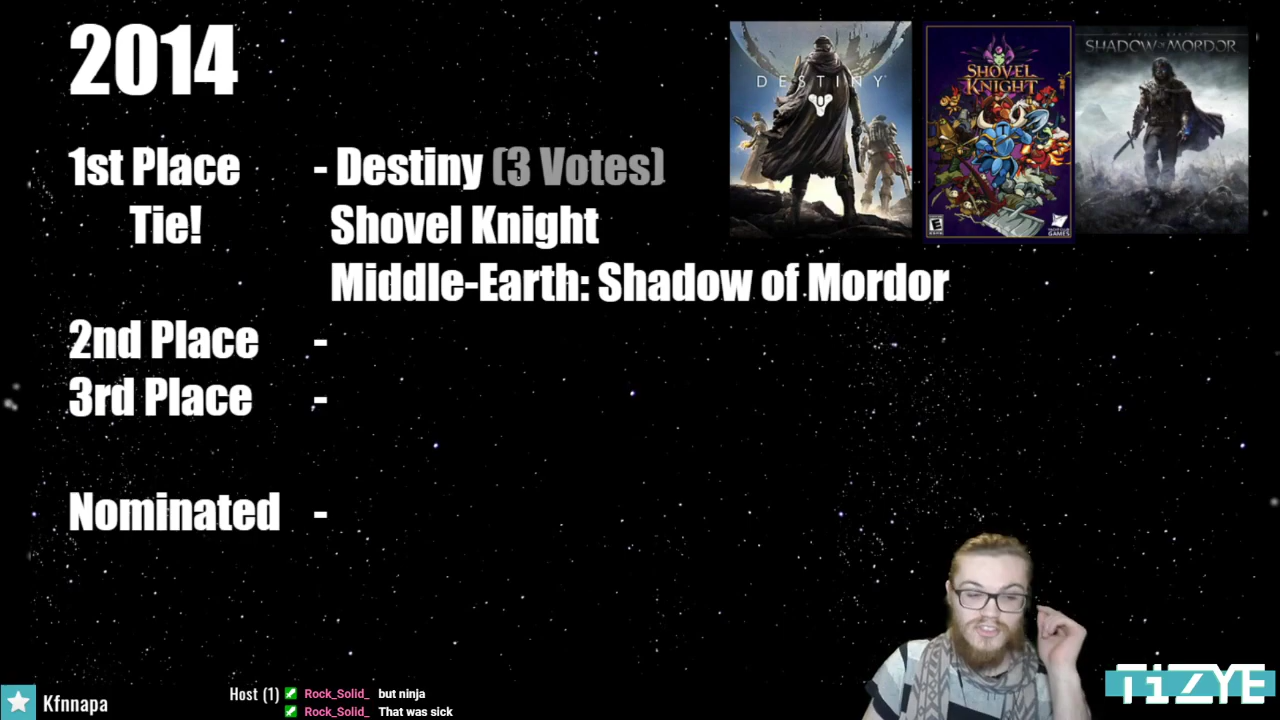 2014
1st Place - Destiny (3 Votes)
Tie! Shovel Knight
Middle-Earth: Shadow of Mordor
2nd Place -
3rd Place -
Nominated -
DESTINY
SHOVEL
KNIGHT
SHADOW OF MORDOR
Kfnnapa
Host (1) Rock_Solid_ but ninja
Rock_Solid_ That was sick
TiZYE